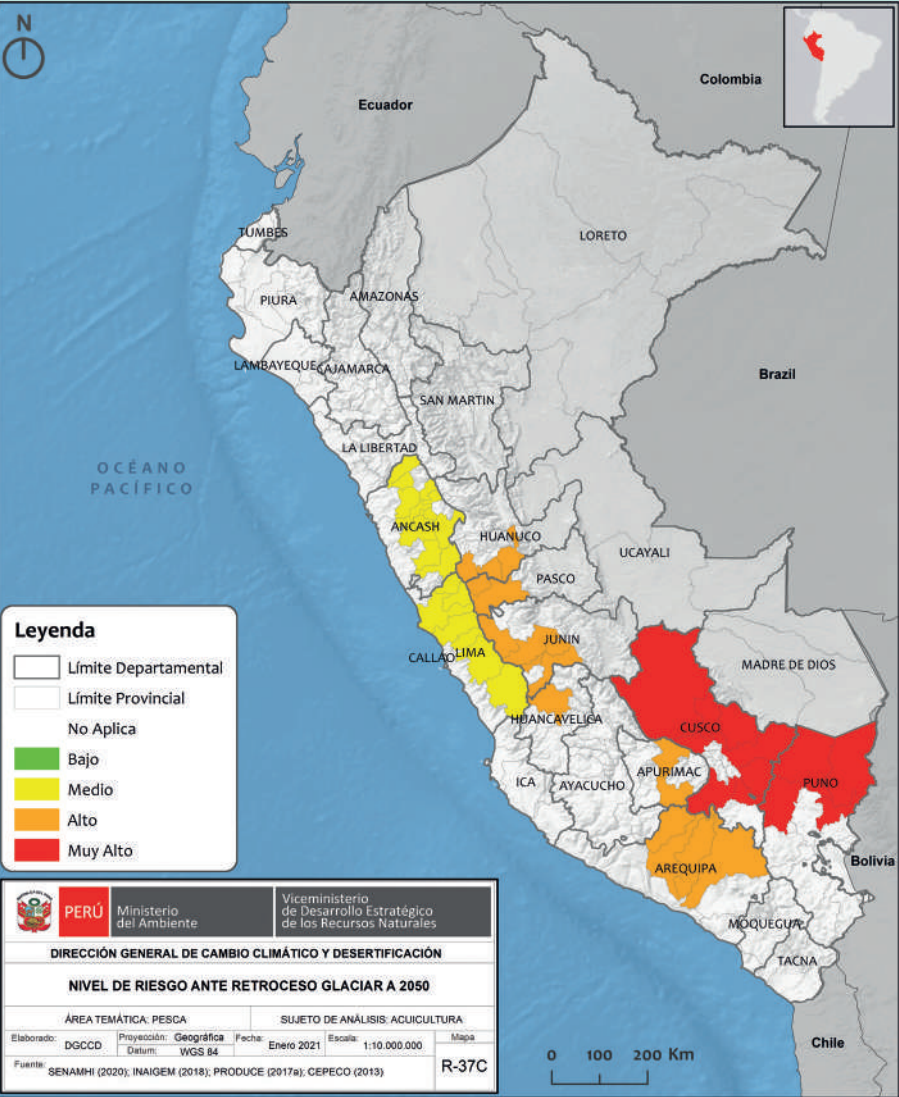 N
Colombia
Ecuador
LORETO
TUMBES
PIURA
AMAZONAS
LAMBAYEQUE
CAJAMARCA
Brazil
SAN MARTIN
LA LIBERTAD
OCÉANO
PACÍFICO
ANCASH
HUANUCO
UCAYALI
PASCO
JUNIN
CALLAO
LIMA
MADRE DE DIOS
HUANCAVELICA
CUSCO
ICA
AYACUCHO
APURIMAC
PUNO
Bolivia
AREQUIPA
MOQUEGUA
TACNA
Chile
Leyenda
Límite Departamental
Límite Provincial
No Aplica
Bajo
Medio
Alto
Muy Alto
PERÚ
Ministerio
del Ambiente
Viceministerio
de Desarrollo Estratégico
de los Recursos Naturales
DIRECCIÓN GENERAL DE CAMBIO CLIMÁTICO Y DESERTIFICACIÓN
NIVEL DE RIESGO ANTE RETROCESO GLACIAR A 2050
ÁREA TEMÁTICA: PESCA
SUJETO DE ANÁLISIS: ACUICULTURA
Elaborado: DGCCD
Proyección: Geográfica
Datum: WGS 84
Fecha: Enero 2021
Escala: 1:10.000.000
Mapa
R-37C
Fuente: SENAMHI (2020); INAIGEM (2018); PRODUCE (2017a); CEPECO (2013)
0 100 200 Km